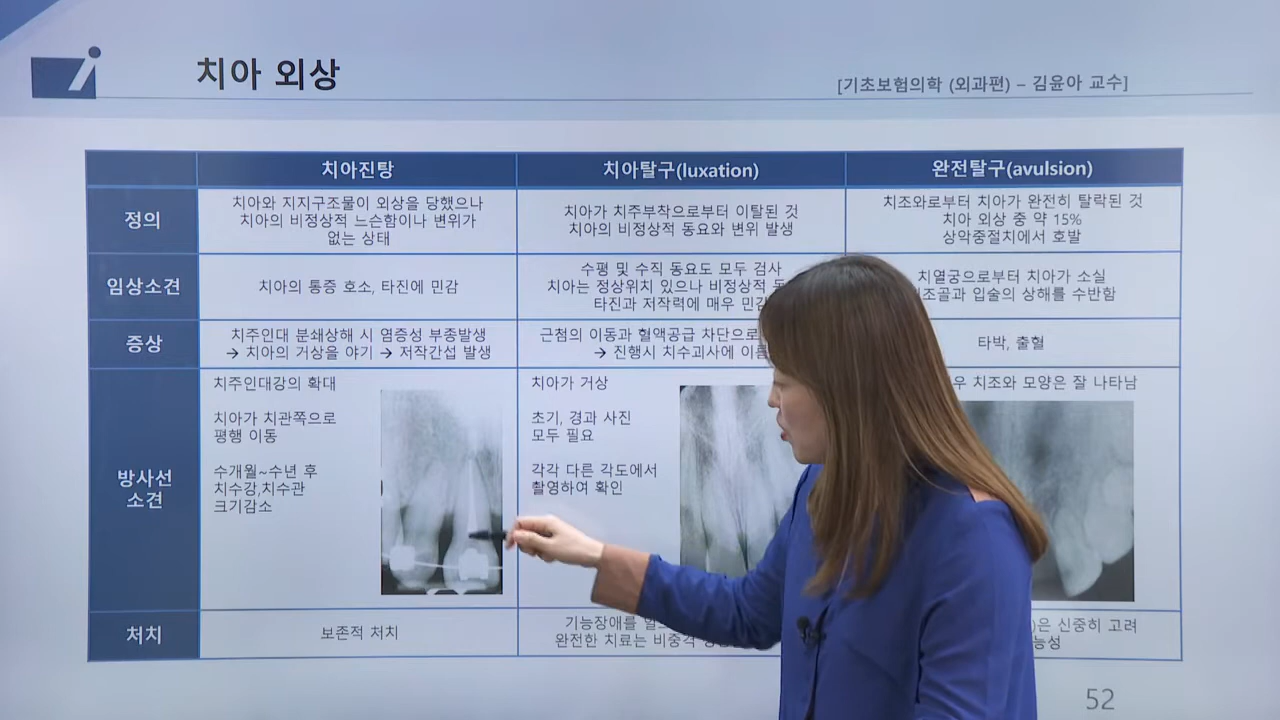 치아 외상
[기초보험의학 (외과편) – 김윤아 교수]
치아진탕
치아탈구(luxation)
완전탈구(avulsion)
정의
치아와 지지구조물이 외상을 당했으나
치아의 비정상적 느슨함이나 변위가
없는 상태
치아가 치주부착으로부터 이탈된 것
치아의 비정상적 동요와 변위 발생
치조와로부터 치아가 완전히 탈락된 것
치아 외상 중 약 15%
상악중절치에서 호발
임상소견
치아의 통증 호소, 타진에 민감
수평 및 수직 동요도 모두 검사
치아는 정상위치 있으나 비정상적
타진과 저작력에 매우 민감
치열궁으로부터 치아가 소실
입술의 상해를 수반함
증상
치주인대 분쇄상해 시 염증성 부종발생
→ 치아의 거상을 야기 → 저작간섭 발생
근첨의 이동과 혈액공급 차단으로
→ 진행시 치수괴사에 이름
타박, 출혈
방사선
소견
치주인대강의 확대
치아가 치관쪽으로
평행 이동
수개월~수년 후
치수강,치수관
크기감소
치아가 거상
초기, 경과 사진
모두 필요
각각 다른 각도에서
촬영하여 확인
치조와 모양은 잘 나타남
처치
보존적 처치
기능장애를
완전한 치료는 비중격
은 신중히 고려
52